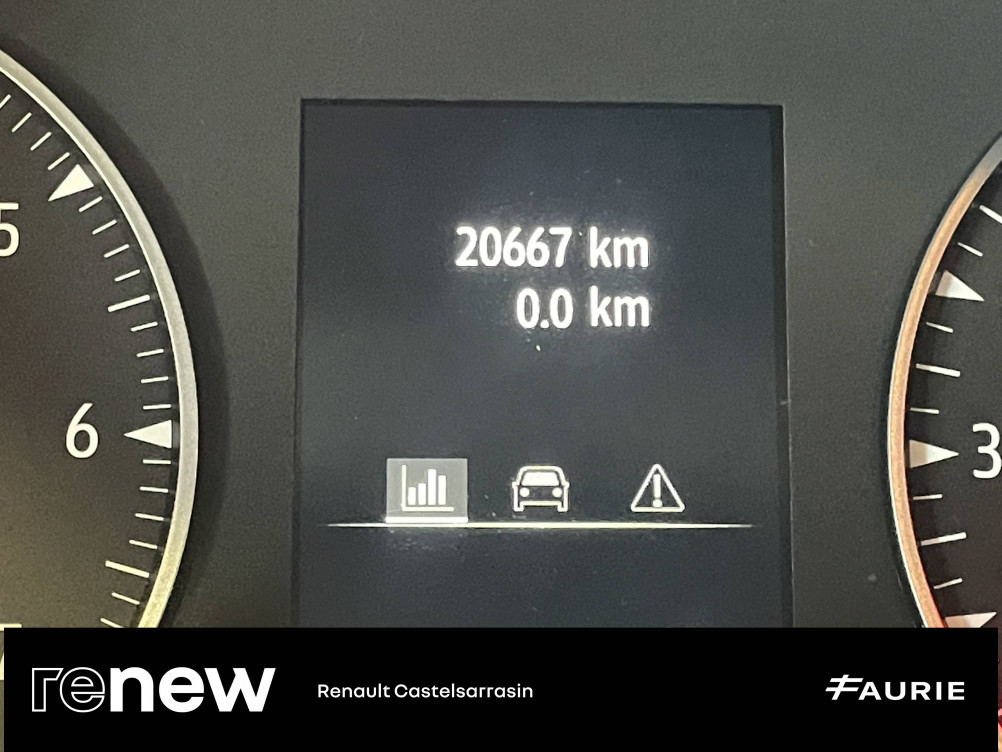 5
20667 km
0.0 km
6
3
renew
Renault Castelsarrasin
FAURIE